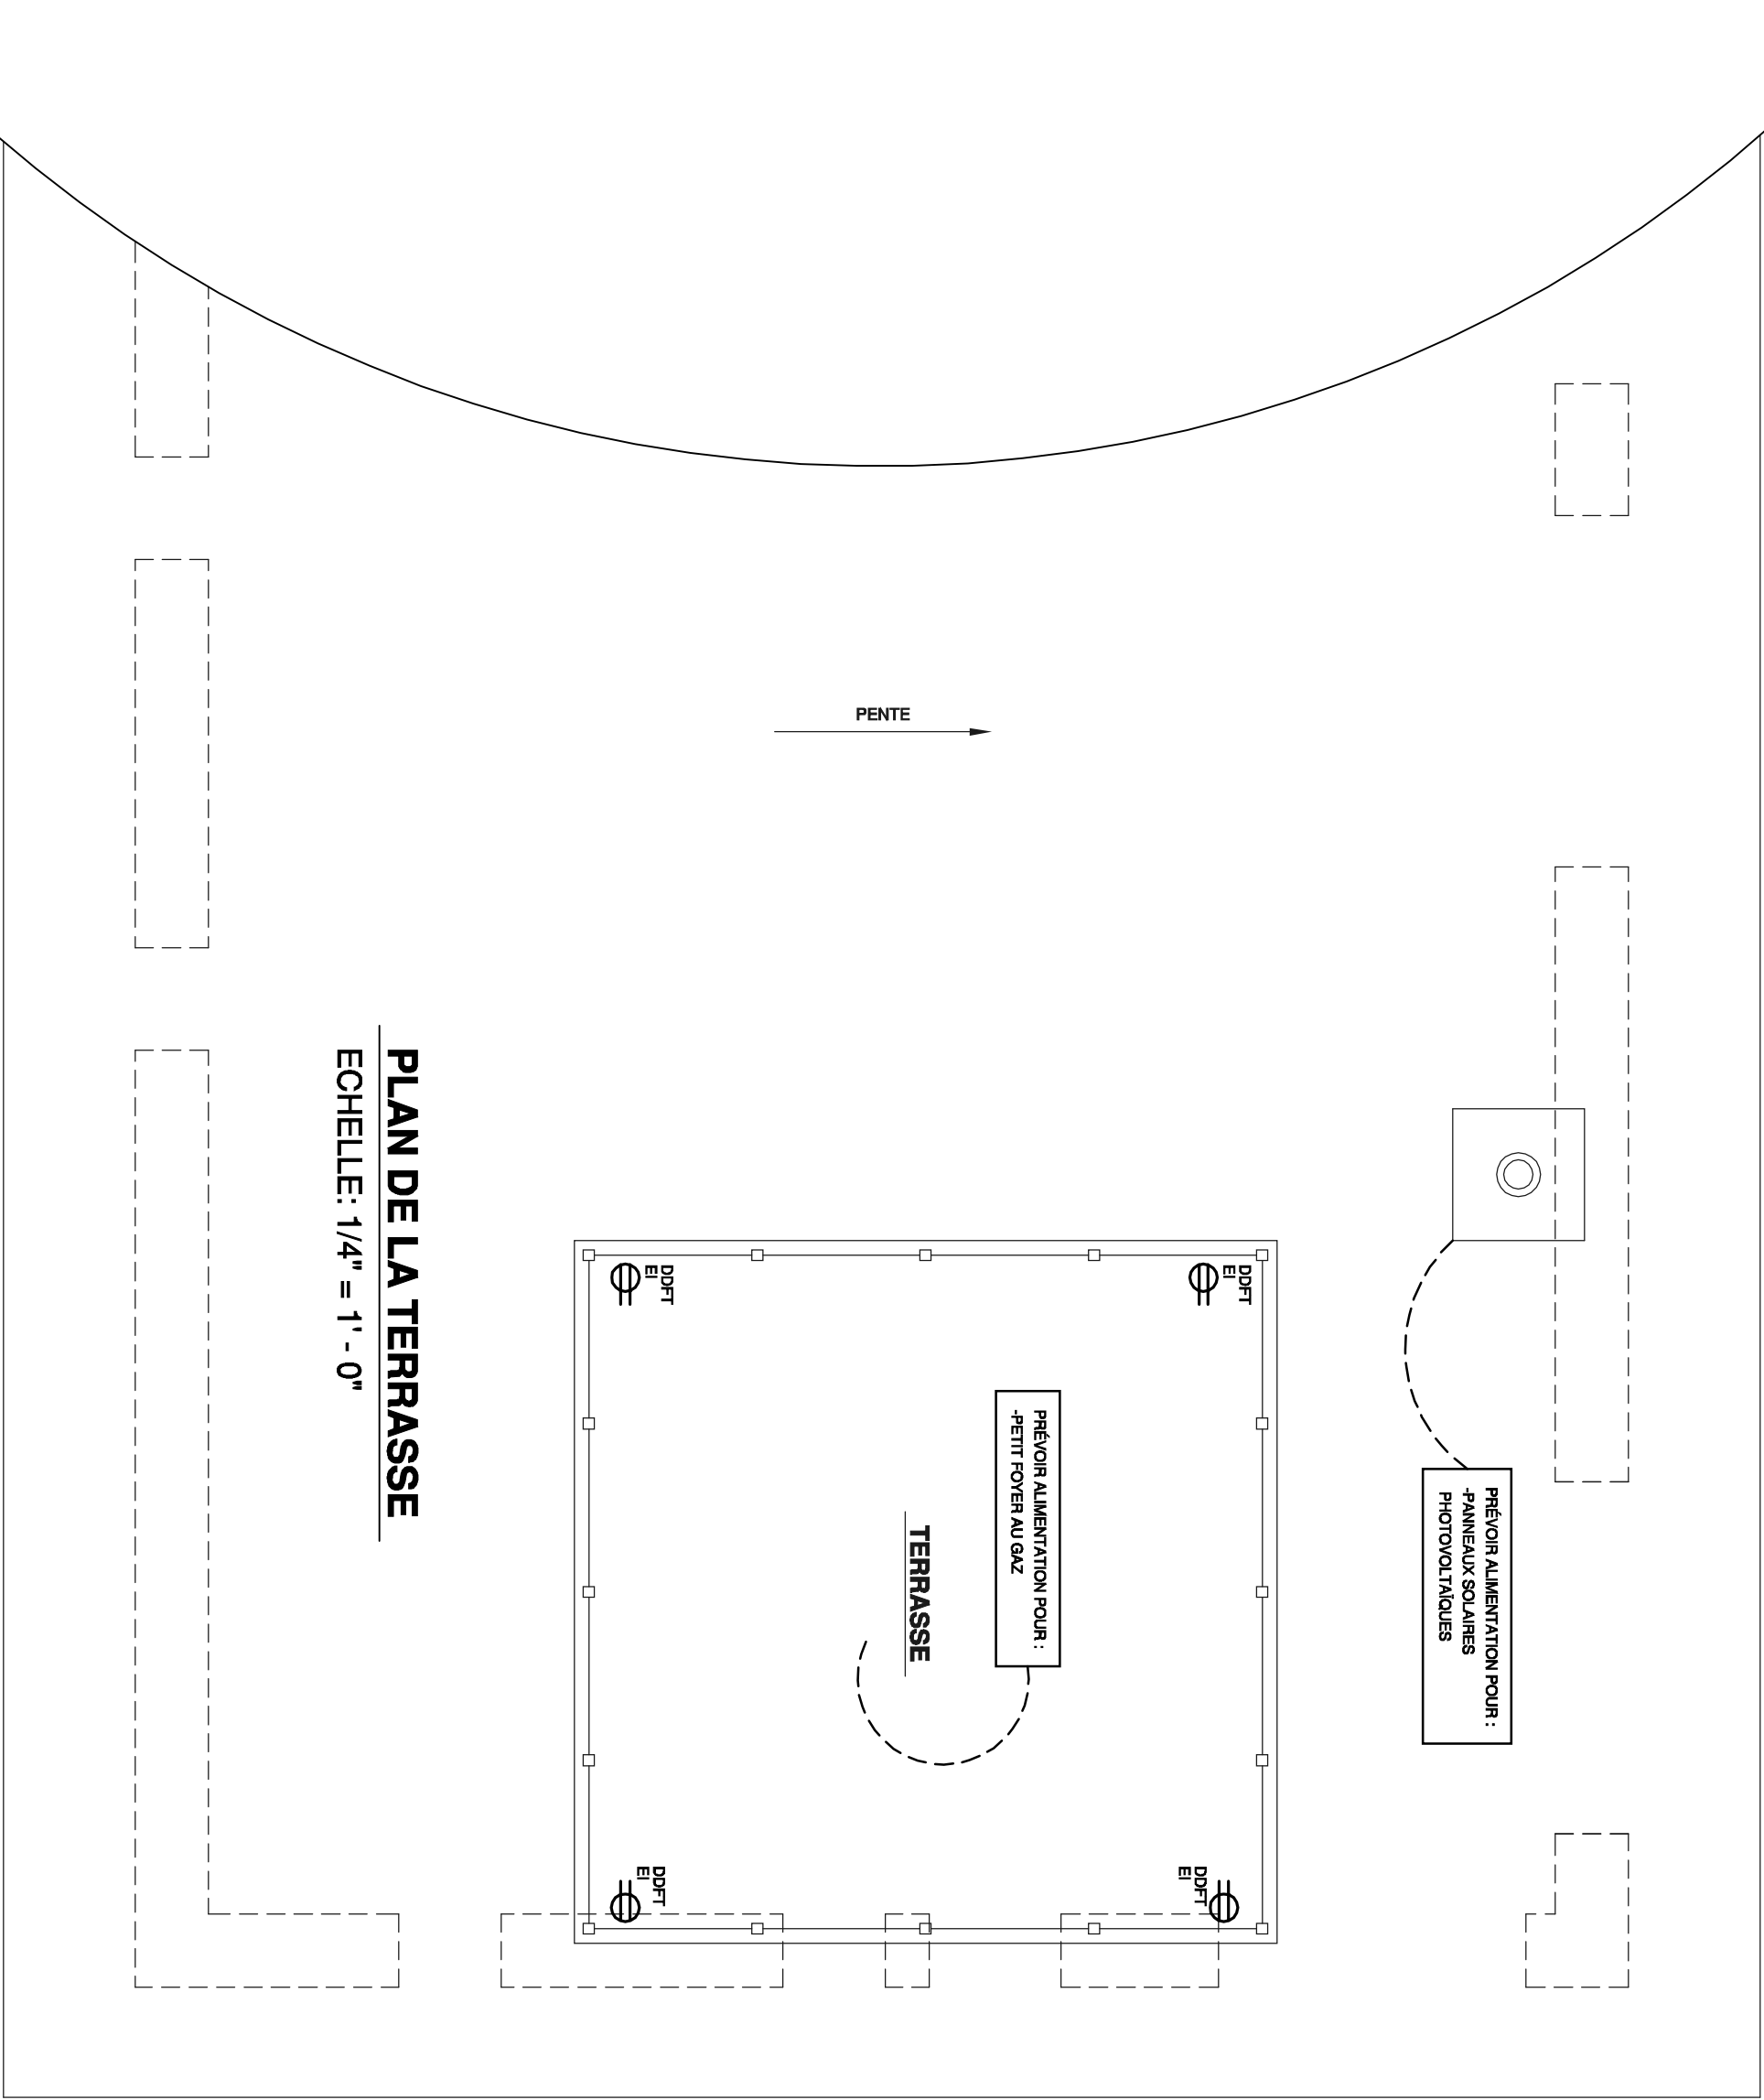 PENTE
PLAN DE LA TERRASSE
ECHELLE: 1/4" = 1' - 0"
DDFT
EI
DDFT
EI
PRÉVOIR ALIMENTATION POUR :
-PETIT FOYER AU GAZ
TERRASSE
PRÉVOIR ALIMENTATION POUR :
-PANNEAUX SOLAIRES
PHOTOVOLTAÏQUES
DDFT
EI
DDFT
EI